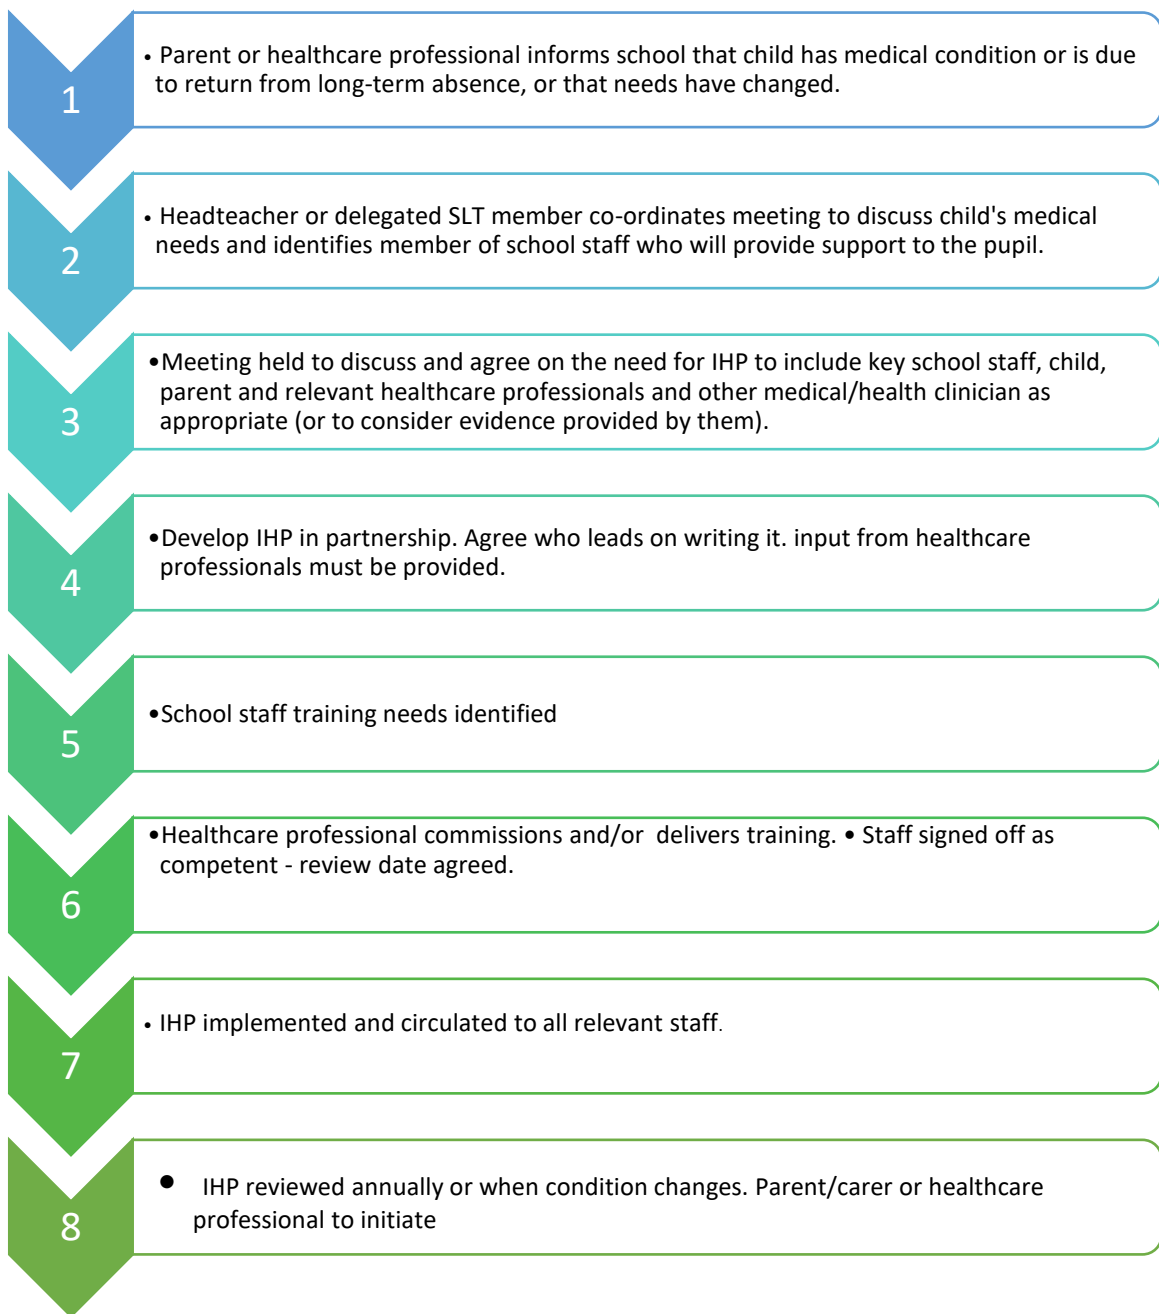 1
• Parent or healthcare professional informs school that child has medical condition or is due
to return from long-term absence, or that needs have changed.
2
• Headteacher or delegated SLT member co-ordinates meeting to discuss child's medical
needs and identifies member of school staff who will provide support to the pupil.
3
•Meeting held to discuss and agree on the need for IHP to include key school staff, child,
parent and relevant healthcare professionals and other medical/health clinician as
appropriate (or to consider evidence provided by them).
4
•Develop IHP in partnership. Agree who leads on writing it. input from healthcare
professionals must be provided.
5
•School staff training needs identified
6
•Healthcare professional commissions and/or  delivers training. • Staff signed off as
competent - review date agreed.
7
• IHP implemented and circulated to all relevant staff.
8
• IHP reviewed annually or when condition changes. Parent/carer or healthcare
professional to initiate